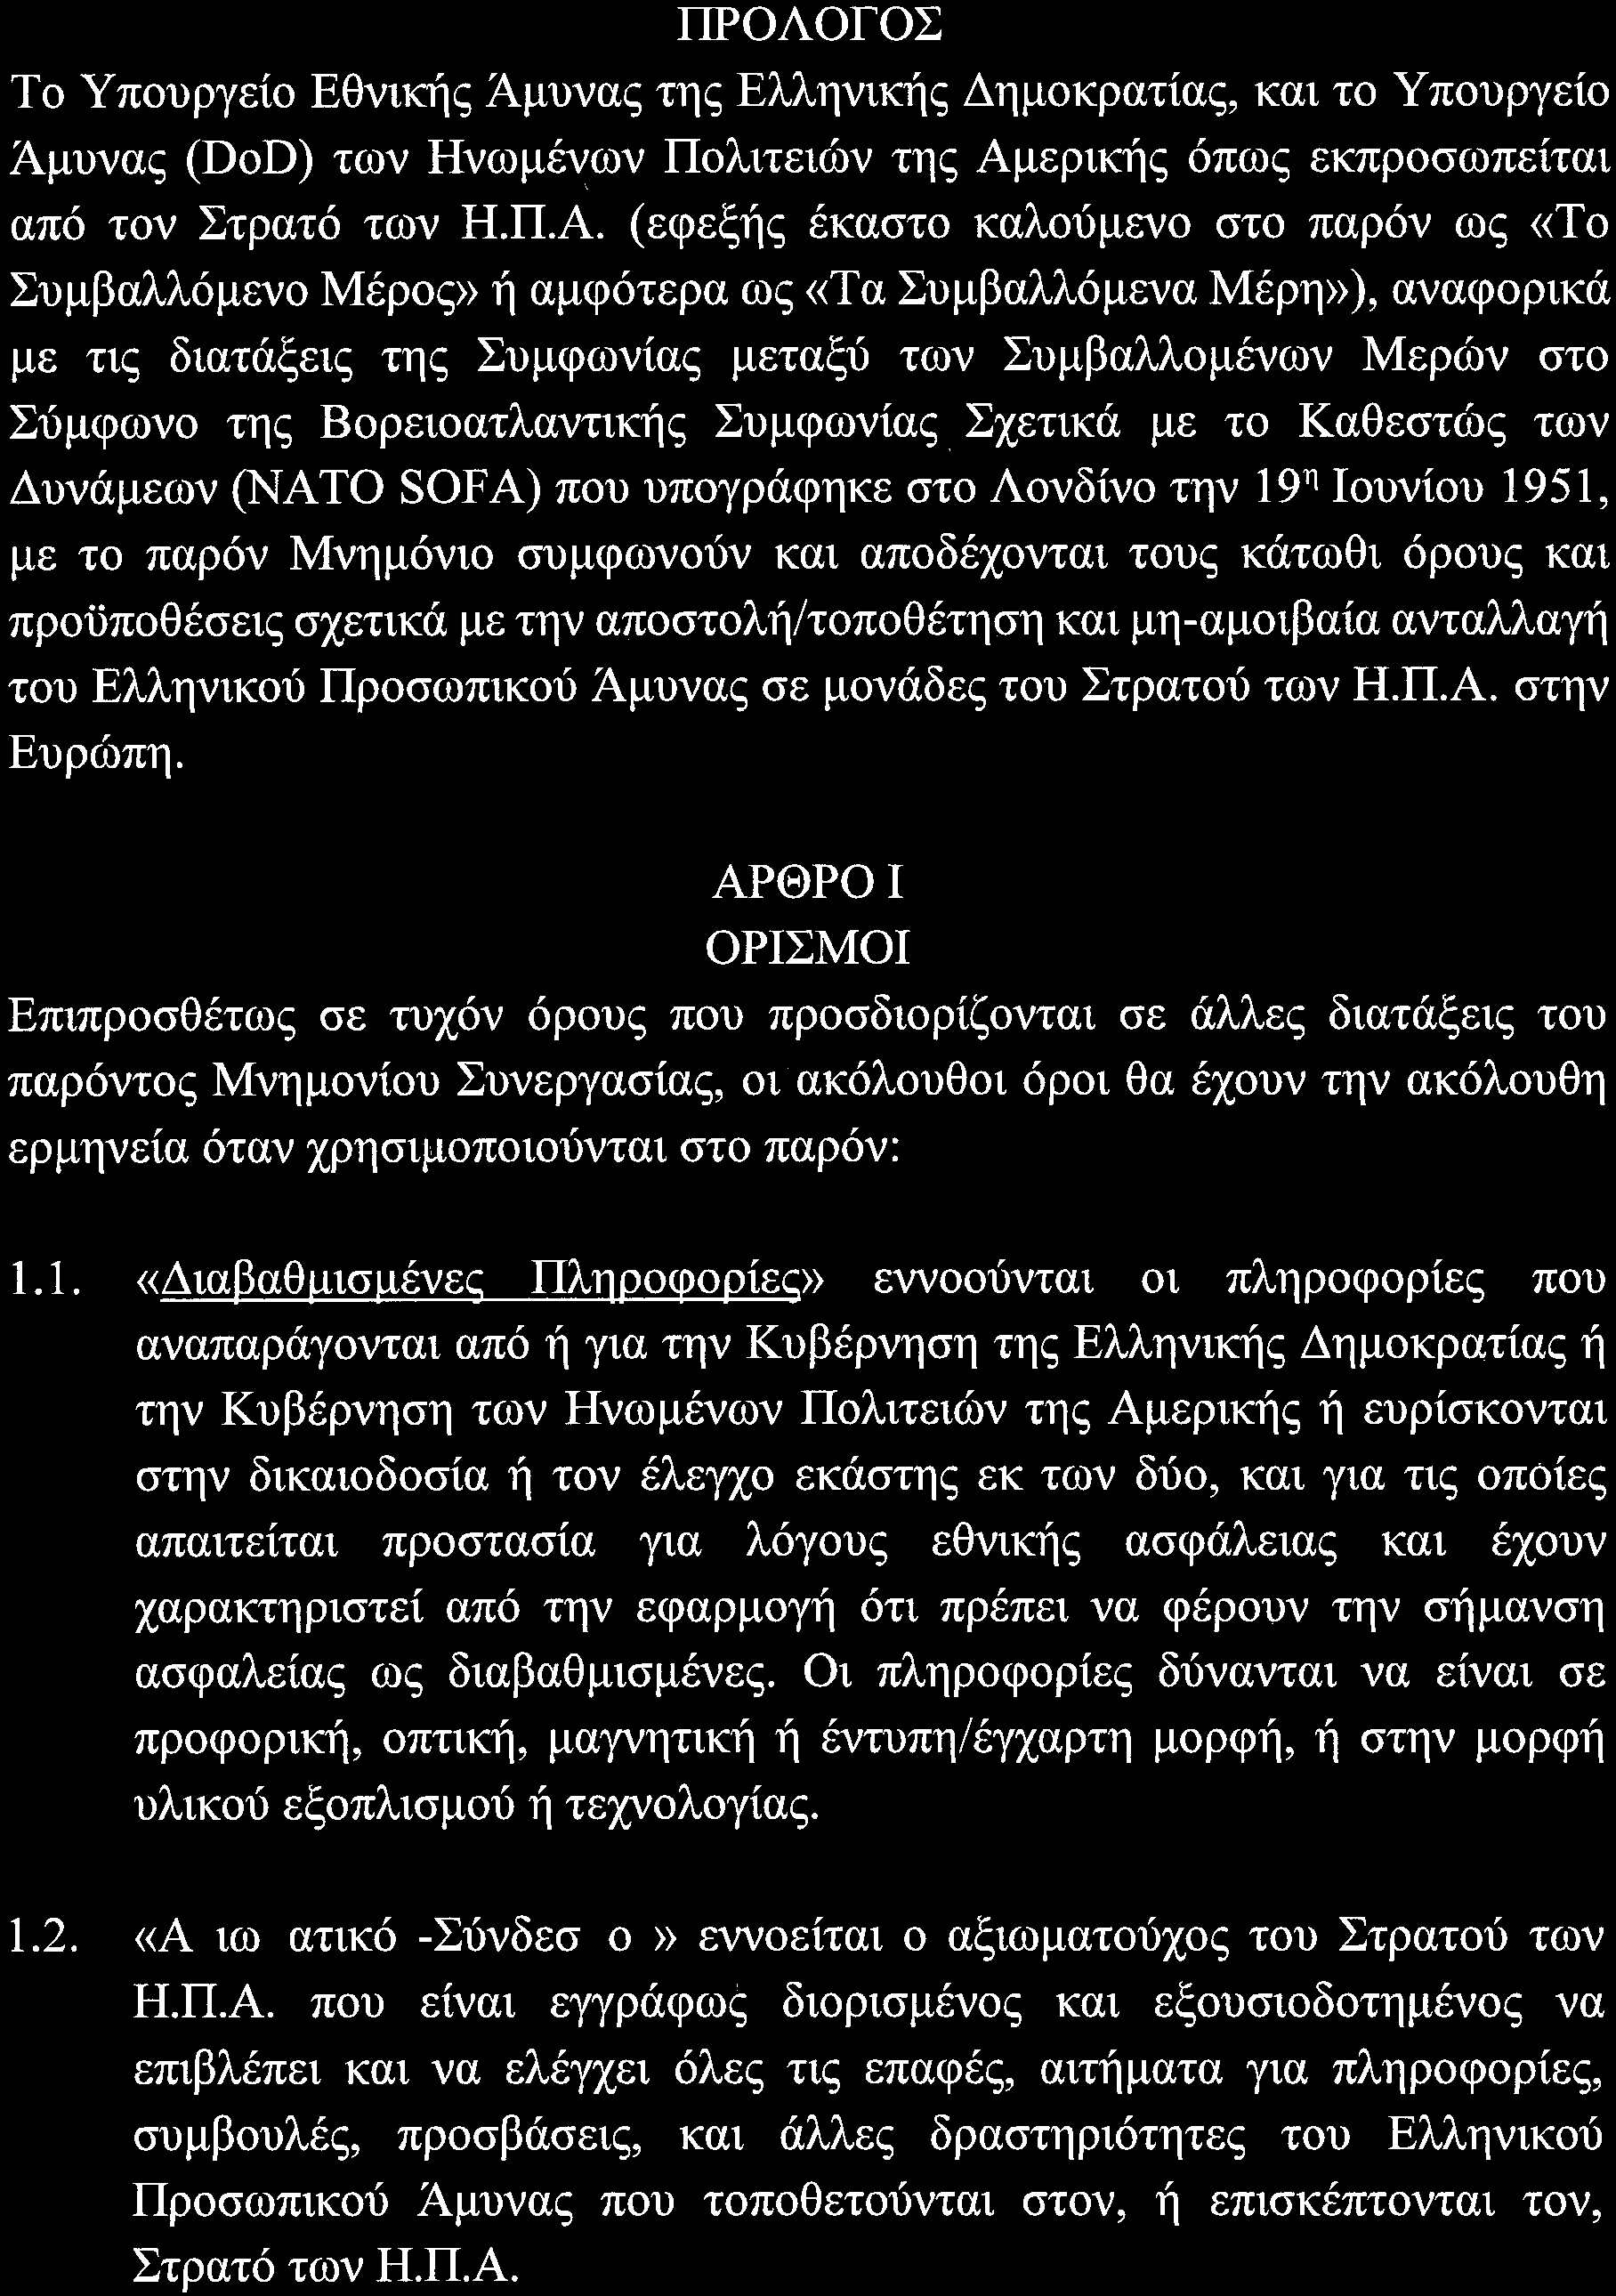 ΠΡΟΛΟΓΟΣ
Το Υπουργείο Εθνικής Άμυνας της Ελληνικής Δημοκρατίας, και το Υπουργείο
Άμυνας (DoD) των Ηνωμένων Πολιτειών της Αμερικής όπως εκπροσωπείται
από τον Στρατό των Η.Π.Α. (εφεξής έκαστο καλούμενο στο παρόν ως «Το
Συμβαλλόμενο Μέρος» ή αμφότερα ως «Τα Συμβαλλόμενα Μέρη»), αναφορικά
με τις διατάξεις της Συμφωνίας μεταξύ των Συμβαλλομένων Μερών στο
Σύμφωνο της Βορειοατλαντικής Συμφωνίας Σχετικά με το Καθεστώς των
Δυνάμεων (NATO SOFA) που υπογράφηκε στο Λονδίνο την 19η Ιουνίου 1951,
με το παρόν Μνημόνιο συμφωνούν και αποδέχονται τους κάτωθι όρους και
προϋποθέσεις σχετικά με την αποστολή/τοποθέτηση και μη-αμοιβαία ανταλλαγή
του Ελληνικού Προσωπικού Άμυνας σε μονάδες του Στρατού των Η.Π.Α. στην
Ευρώπη.
ΑΡΘΡΟ Ι
ΟΡΙΣΜΟΙ
Επιπροσθέτως σε τυχόν όρους που προσδιορίζονται σε άλλες διατάξεις του
παρόντος Μνημονίου Συνεργασίας, οι ακόλουθοι όροι θα έχουν την ακόλουθη
ερμηνεία όταν χρησιμοποιούνται στο παρόν:
1.1. «Διαβαθμισμένες Πληροφορίες» εννοούνται οι πληροφορίες που
αναπαράγονται από ή για την Κυβέρνηση της Ελληνικής Δημοκρατίας ή
την Κυβέρνηση των Ηνωμένων Πολιτειών της Αμερικής ή ευρίσκονται
στην δικαιοδοσία ή τον έλεγχο εκάστης εκ των δύο, και για τις οποίες
απαιτείται προστασία για λόγους εθνικής ασφάλειας και έχουν
χαρακτηριστεί από την εφαρμογή ότι πρέπει να φέρουν την σήμανση
ασφαλείας ως διαβαθμισμένες. Οι πληροφορίες δύνανται να είναι σε
προφορική, οπτική, μαγνητική ή έντυπη/έγχαρτη μορφή, ή στην μορφή
υλικού εξοπλισμού ή τεχνολογίας.
1.2. «Α ιω ατικό -Σύνδεσ ο » εννοείται ο αξιωματούχος του Στρατού των
Η.Π.Α. που είναι εγγράφως διορισμένος και εξουσιοδοτημένος να
επιβλέπει και να ελέγχει όλες τις επαφές, αιτήματα για πληροφορίες,
συμβουλές, προσβάσεις, και άλλες δραστηριότητες του Ελληνικού
Προσωπικού Άμυνας που τοποθετούνται στον, ή επισκέπτονται τον,
Στρατό των Η.Π.Α.